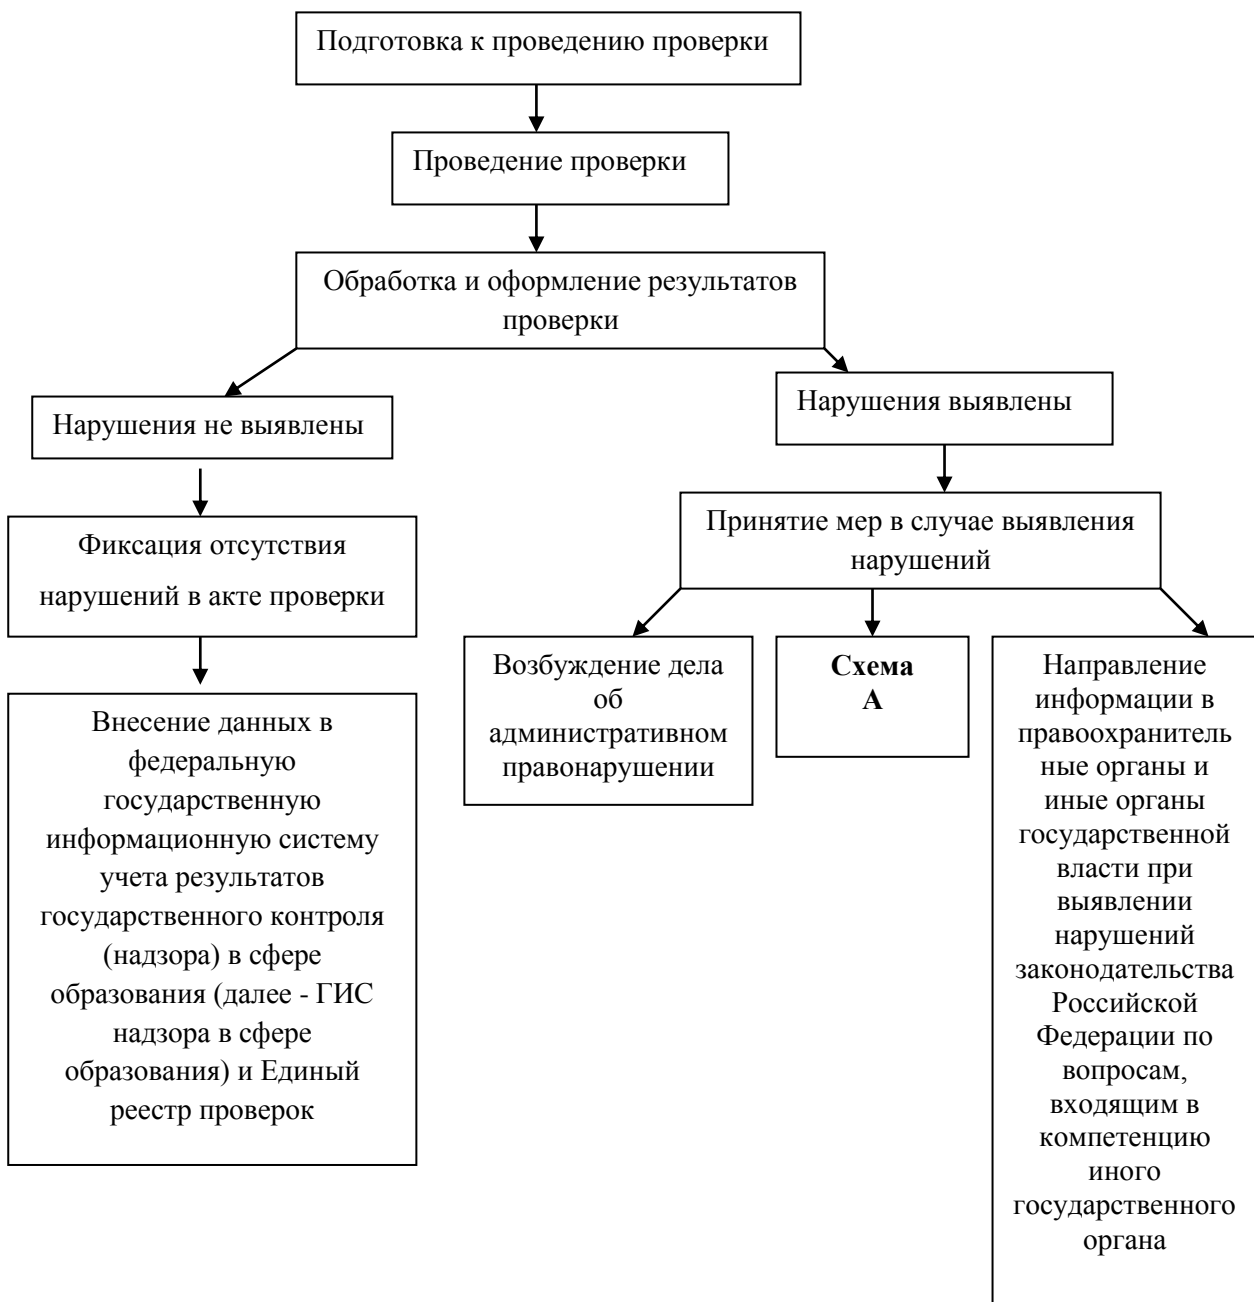 Подготовка к проведению проверки
Проведение проверки
Обработка и оформление результатов
проверки
Нарушения не выявлены
Нарушения выявлены
Фиксация отсутствия
нарушений в акте проверки
Принятие мер в случае выявления
нарушений
Внесение данных в
федеральную
государственную
информационную систему
учета результатов
государственного контроля
(надзора) в сфере
образования (далее - ГИС
надзора в сфере
образования) и Единый
реестр проверок
Возбуждение дела
об
административном
правонарушении
Схема
А
Направление
информации в
правоохранитель
ные органы и
иные органы
государственной
власти при
выявлении
нарушений
законодательства
Российской
Федерации по
вопросам,
входящим в
компетенцию
иного
государственного
органа